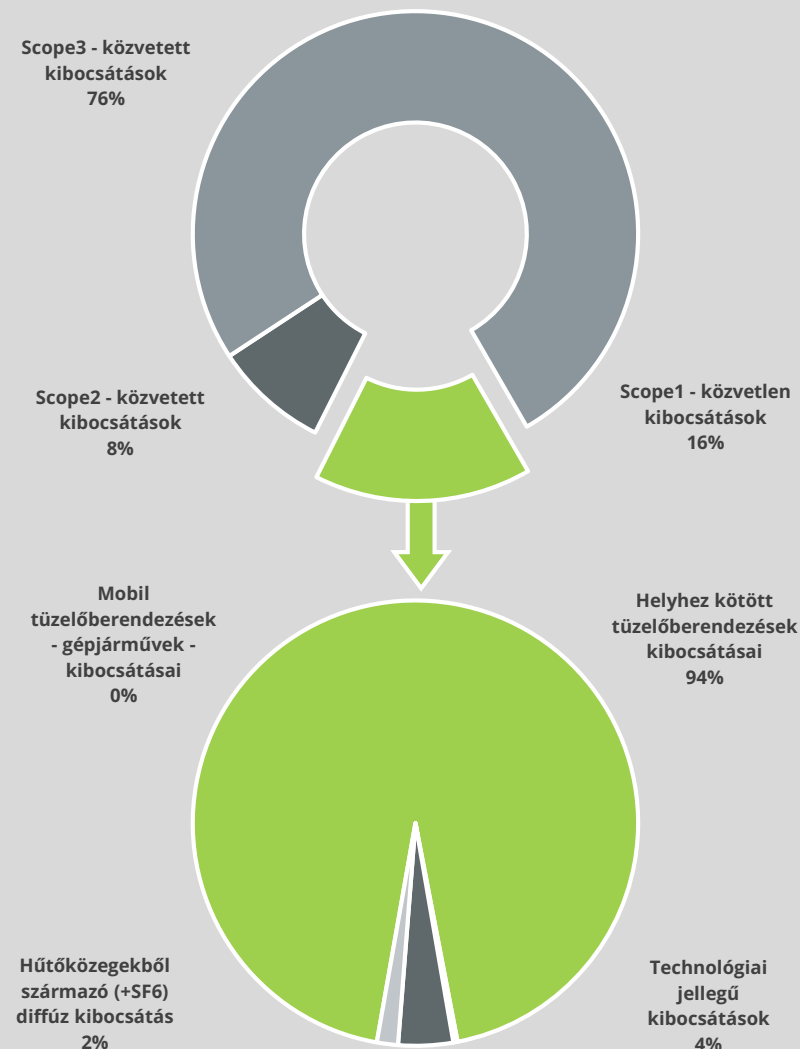 Scope3 - közvetett
kibocsátások
76%
Scope2 - közvetett
kibocsátások
8%
Scope1 - közvetlen
kibocsátások
16%
Mobil
tüzelőberendezések
- gépjárművek -
kibocsátásai
0%
Helyhez kötött
tüzelőberendezések
kibocsátásai
94%
Hűtőközegekből
származó (+SF6)
diffúz kibocsátás
2%
Technológiai
jellegű
kibocsátások
4%